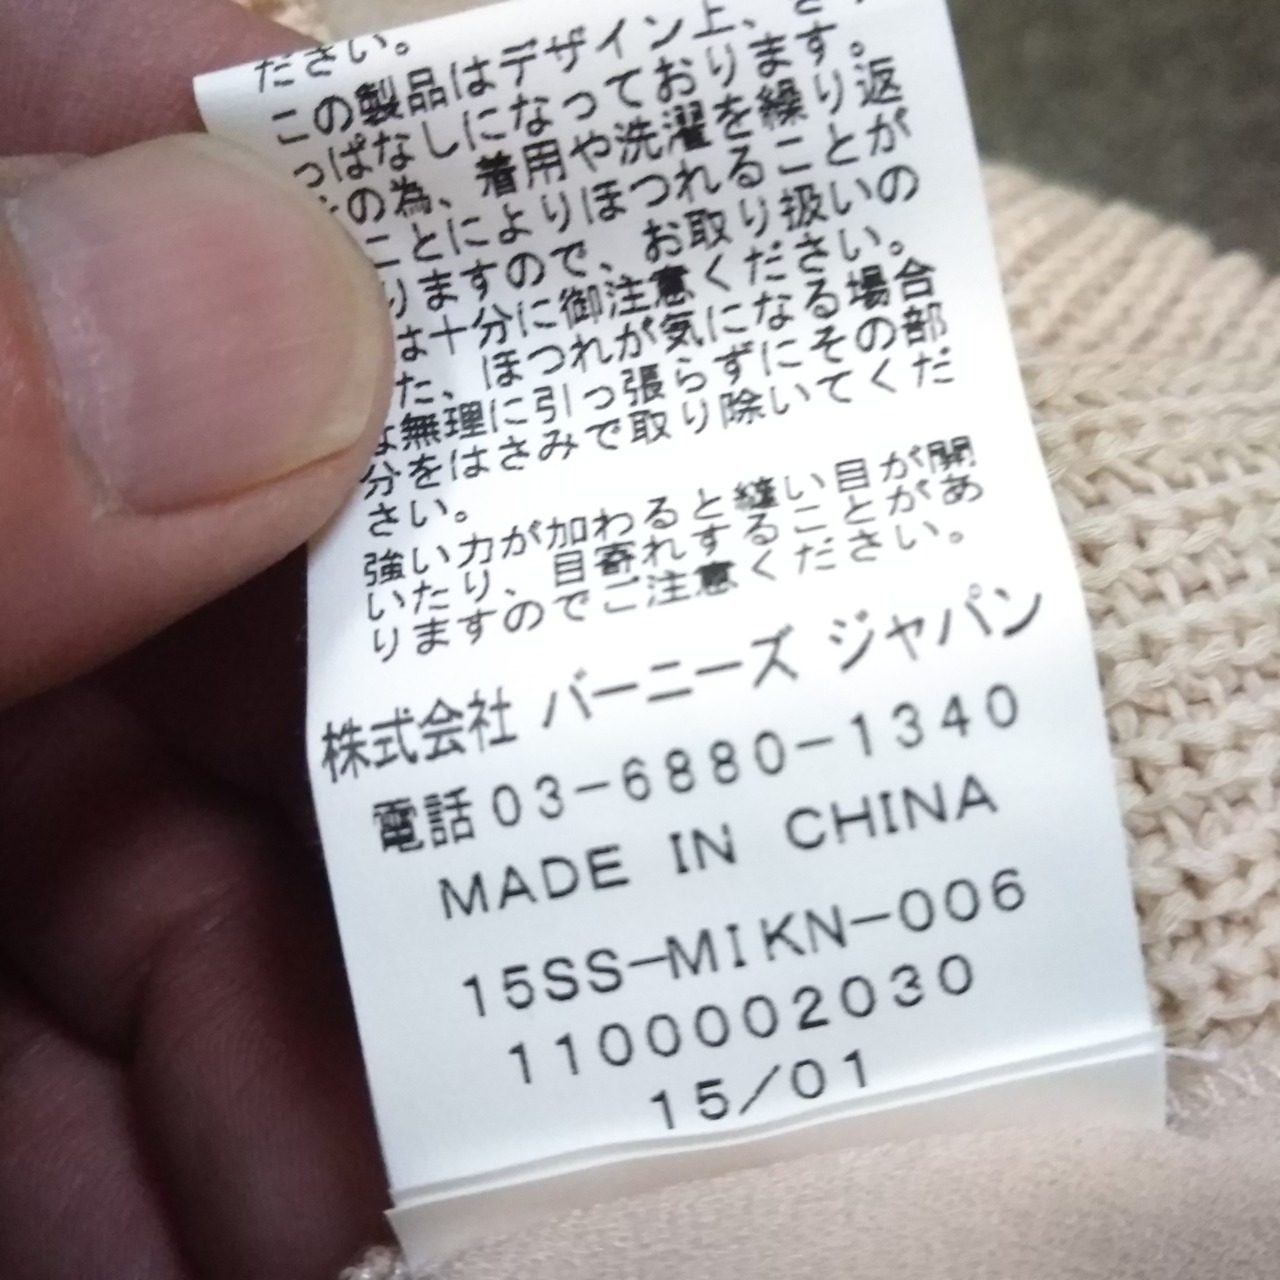 ださい。
この製品はデザイン上、き
っぱなしになっております。
の為、着用や洗濯を繰り返
ことによりほつれることが
りますので、お取り扱いの
は十分に御注意ください。
た、ほつれが気になる場合
な無理に引っ張らずにその部
分をはさみで取り除いてくだ
さい。
強い力が加わると縫い目が開
いたり、目寄れすることがあ
りますのでご注意ください。
株式会社 バーニーズ ジャパン
電話03-6880-1340
MADE IN CHINA
15SS-MIKN-006
1100002030
15/01